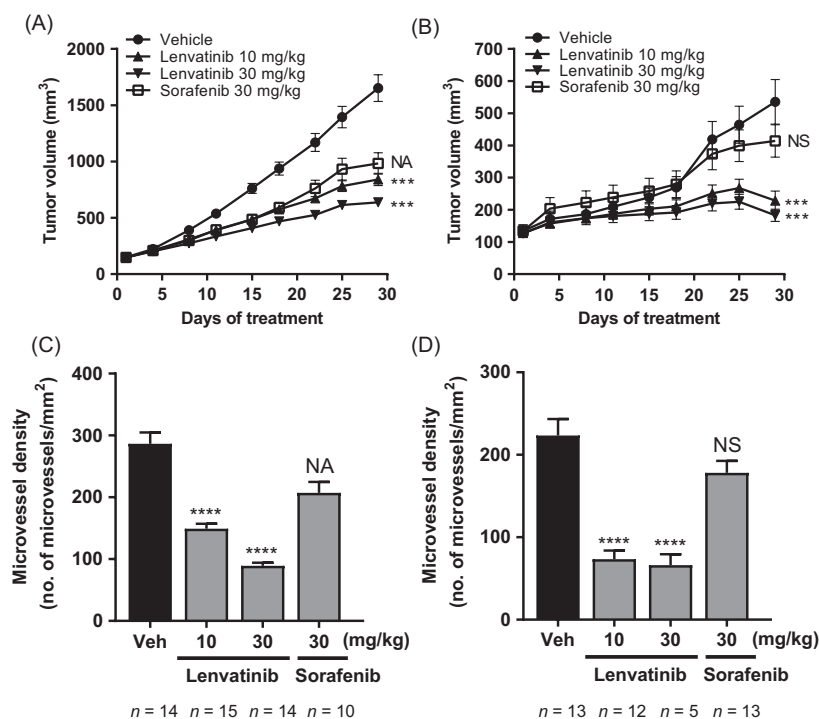 (A)
Vehicle
Lenvatinib 10 mg/kg
Lenvatinib 30 mg/kg
Sorafenib 30 mg/kg
2000
1500
1000
500
0
Tumor volume (mm³)
NA
***
***
0 5 10 15 20 25 30
Days of treatment
(B)
Vehicle
Lenvatinib 10 mg/kg
Lenvatinib 30 mg/kg
Sorafenib 30 mg/kg
700
600
500
400
300
200
100
0
Tumor volume (mm³)
NS
***
***
0 5 10 15 20 25 30
Days of treatment
(C)
400
300
200
100
0
Microvessel density
(no. of microvessels/mm²)
****
****
NA
Veh 10 30 30 (mg/kg)
Lenvatinib Sorafenib
n = 14 n = 15 n = 14 n = 10
(D)
300
200
100
0
Microvessel density
(no. of microvessels/mm²)
****
****
NS
Veh 10 30 30 (mg/kg)
Lenvatinib Sorafenib
n = 13 n = 12 n = 5 n = 13